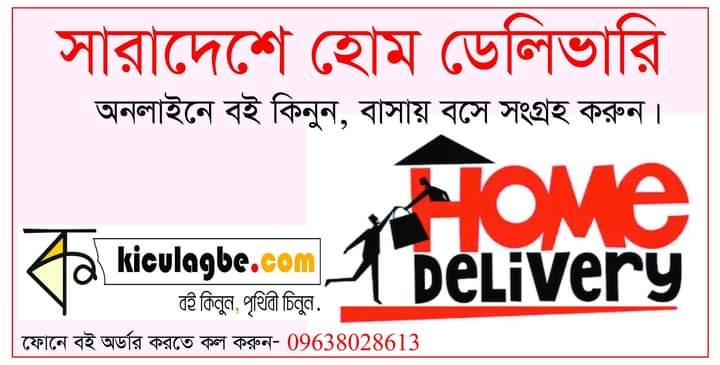 সারাদেশে হোম ডেলিভারি
অনলাইনে বই কিনুন, বাসায় বসে সংগ্রহ করুন।
HOME
DELiVERY
ক
kiculagbe.com
বই কিনুন, পৃথিবী চিনুন.
ফোনে বই অর্ডার করতে কল করুন- 09638028613